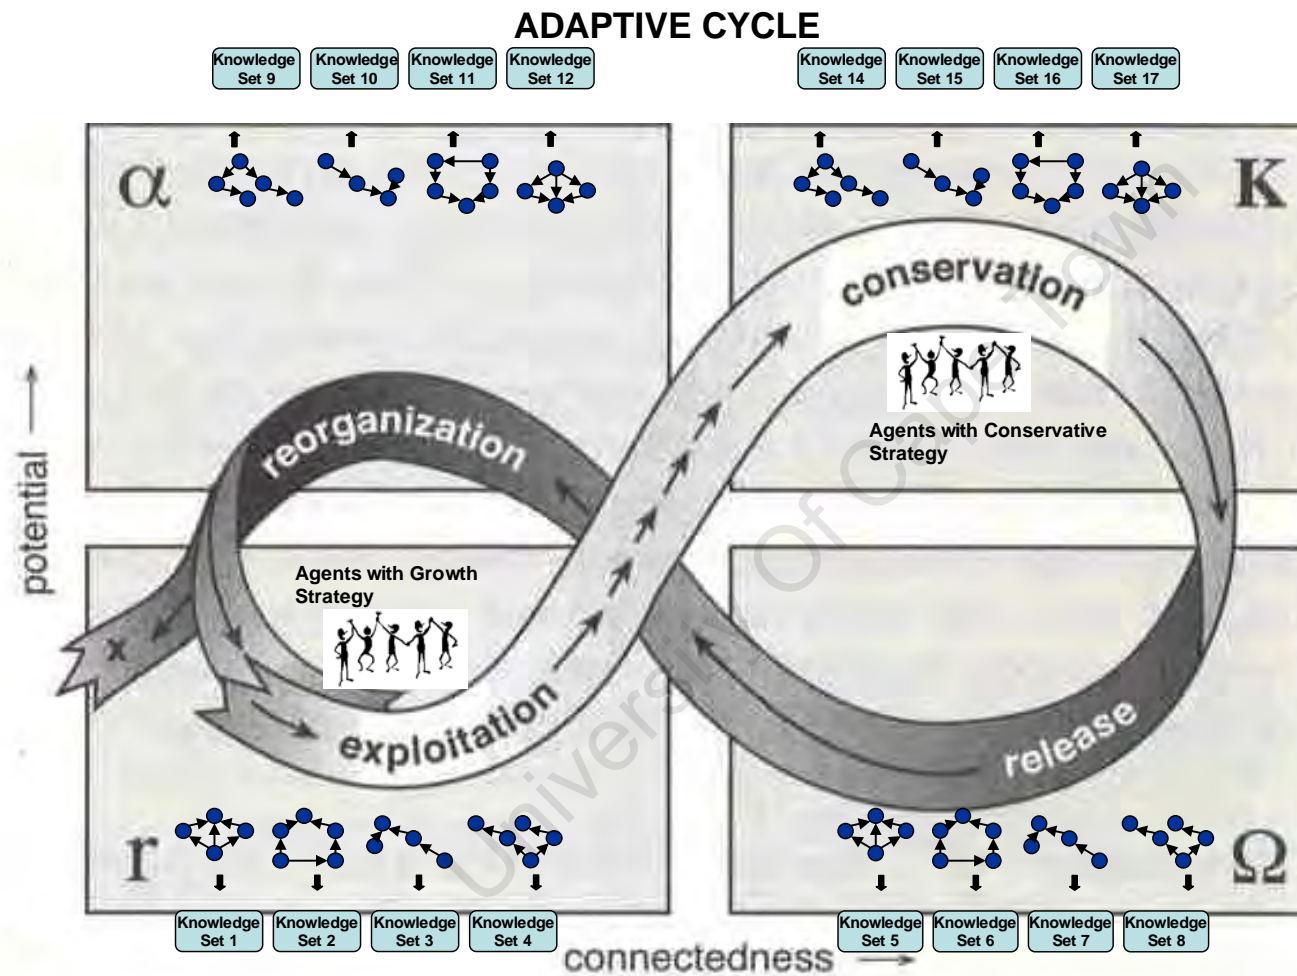 ADAPTIVE CYCLE
Knowledge
Set 9
Knowledge
Set 10
Knowledge
Set 11
Knowledge
Set 12
Knowledge
Set 14
Knowledge
Set 15
Knowledge
Set 16
Knowledge
Set 17
α
K
conservation
Agents with Conservative
Strategy
reorganization
potential
Agents with Growth
Strategy
x
exploitation
release
r
Ω
Knowledge
Set 1
Knowledge
Set 2
Knowledge
Set 3
Knowledge
Set 4
Knowledge
Set 5
Knowledge
Set 6
Knowledge
Set 7
Knowledge
Set 8
connectedness
University Of Cape Town